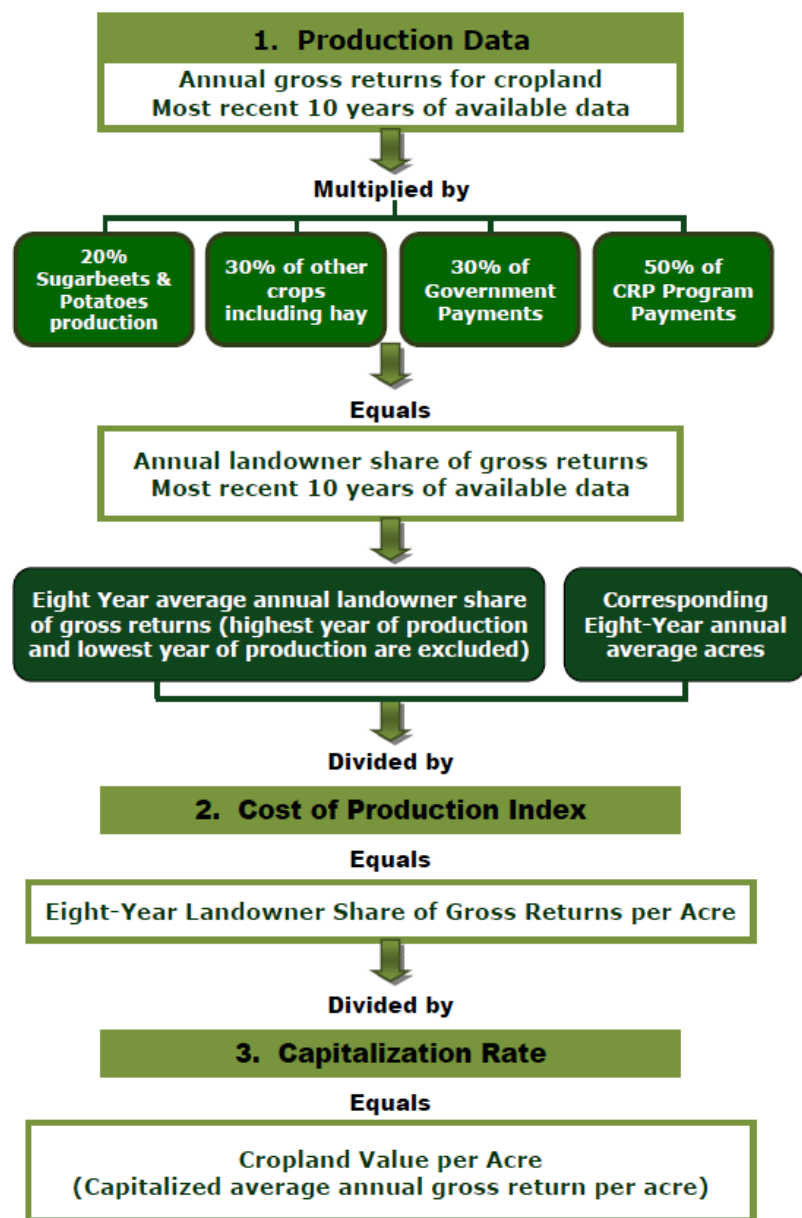 1. Production Data
Annual gross returns for cropland
Most recent 10 years of available data
Multiplied by
20%
Sugarbeets &
Potatoes
production
30% of other
crops
including hay
30% of
Government
Payments
50% of
CRP Program
Payments
Equals
Annual landowner share of gross returns
Most recent 10 years of available data
Eight Year average annual landowner share
of gross returns (highest year of production
and lowest year of production are excluded)
Corresponding
Eight-Year annual
average acres
Divided by
2. Cost of Production Index
Equals
Eight-Year Landowner Share of Gross Returns per Acre
Divided by
3. Capitalization Rate
Equals
Cropland Value per Acre
(Capitalized average annual gross return per acre)